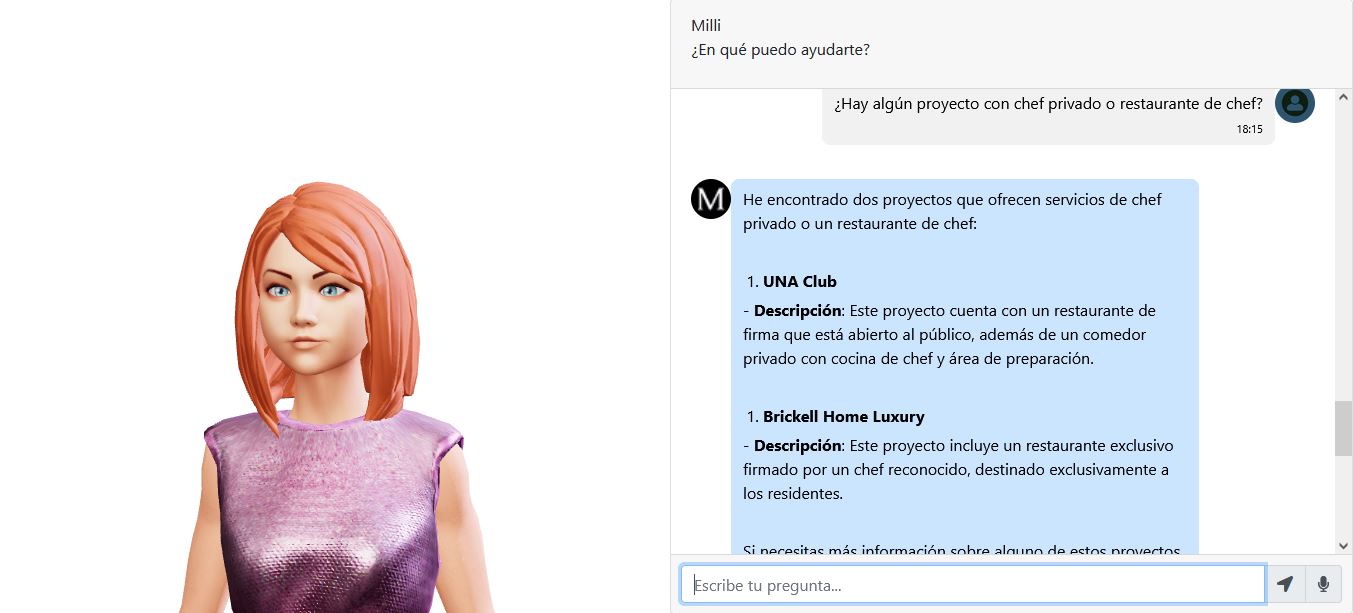 Milli
¿En qué puedo ayudarte?
¿Hay algún proyecto con chef privado o restaurante de chef?
18:15
M
He encontrado dos proyectos que ofrecen servicios de chef
privado o un restaurante de chef:
1. UNA Club
- Descripción: Este proyecto cuenta con un restaurante de
firma que está abierto al público, además de un comedor
privado con cocina de chef y área de preparación.
1. Brickell Home Luxury
- Descripción: Este proyecto incluye un restaurante exclusivo
firmado por un chef reconocido, destinado exclusivamente a
los residentes.
Si necesitas más información sobre alguno de estos proyectos
Escribe tu pregunta...